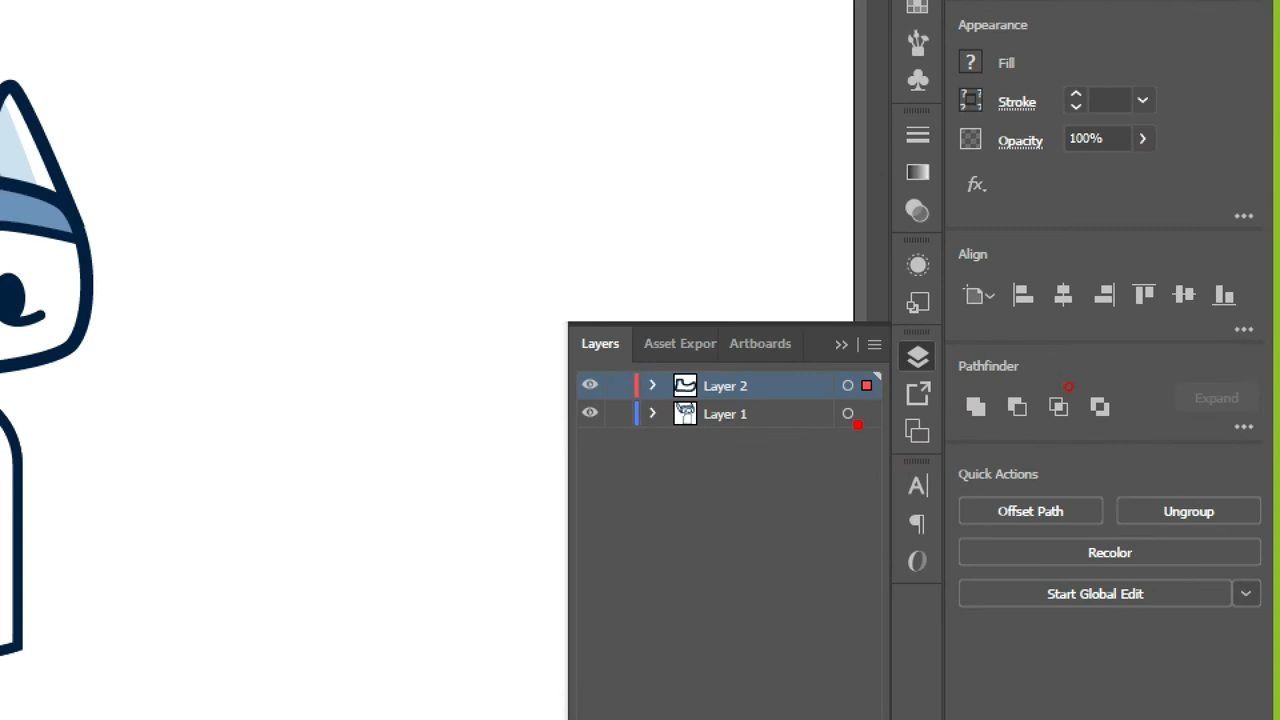 Appearance
? Fill
Stroke
Opacity 100%
fx.
Align
Layers Asset Expor Artboards
Layer 2
Layer 1
Pathfinder
Expand
Quick Actions
Offset Path Ungroup
Recolor
Start Global Edit